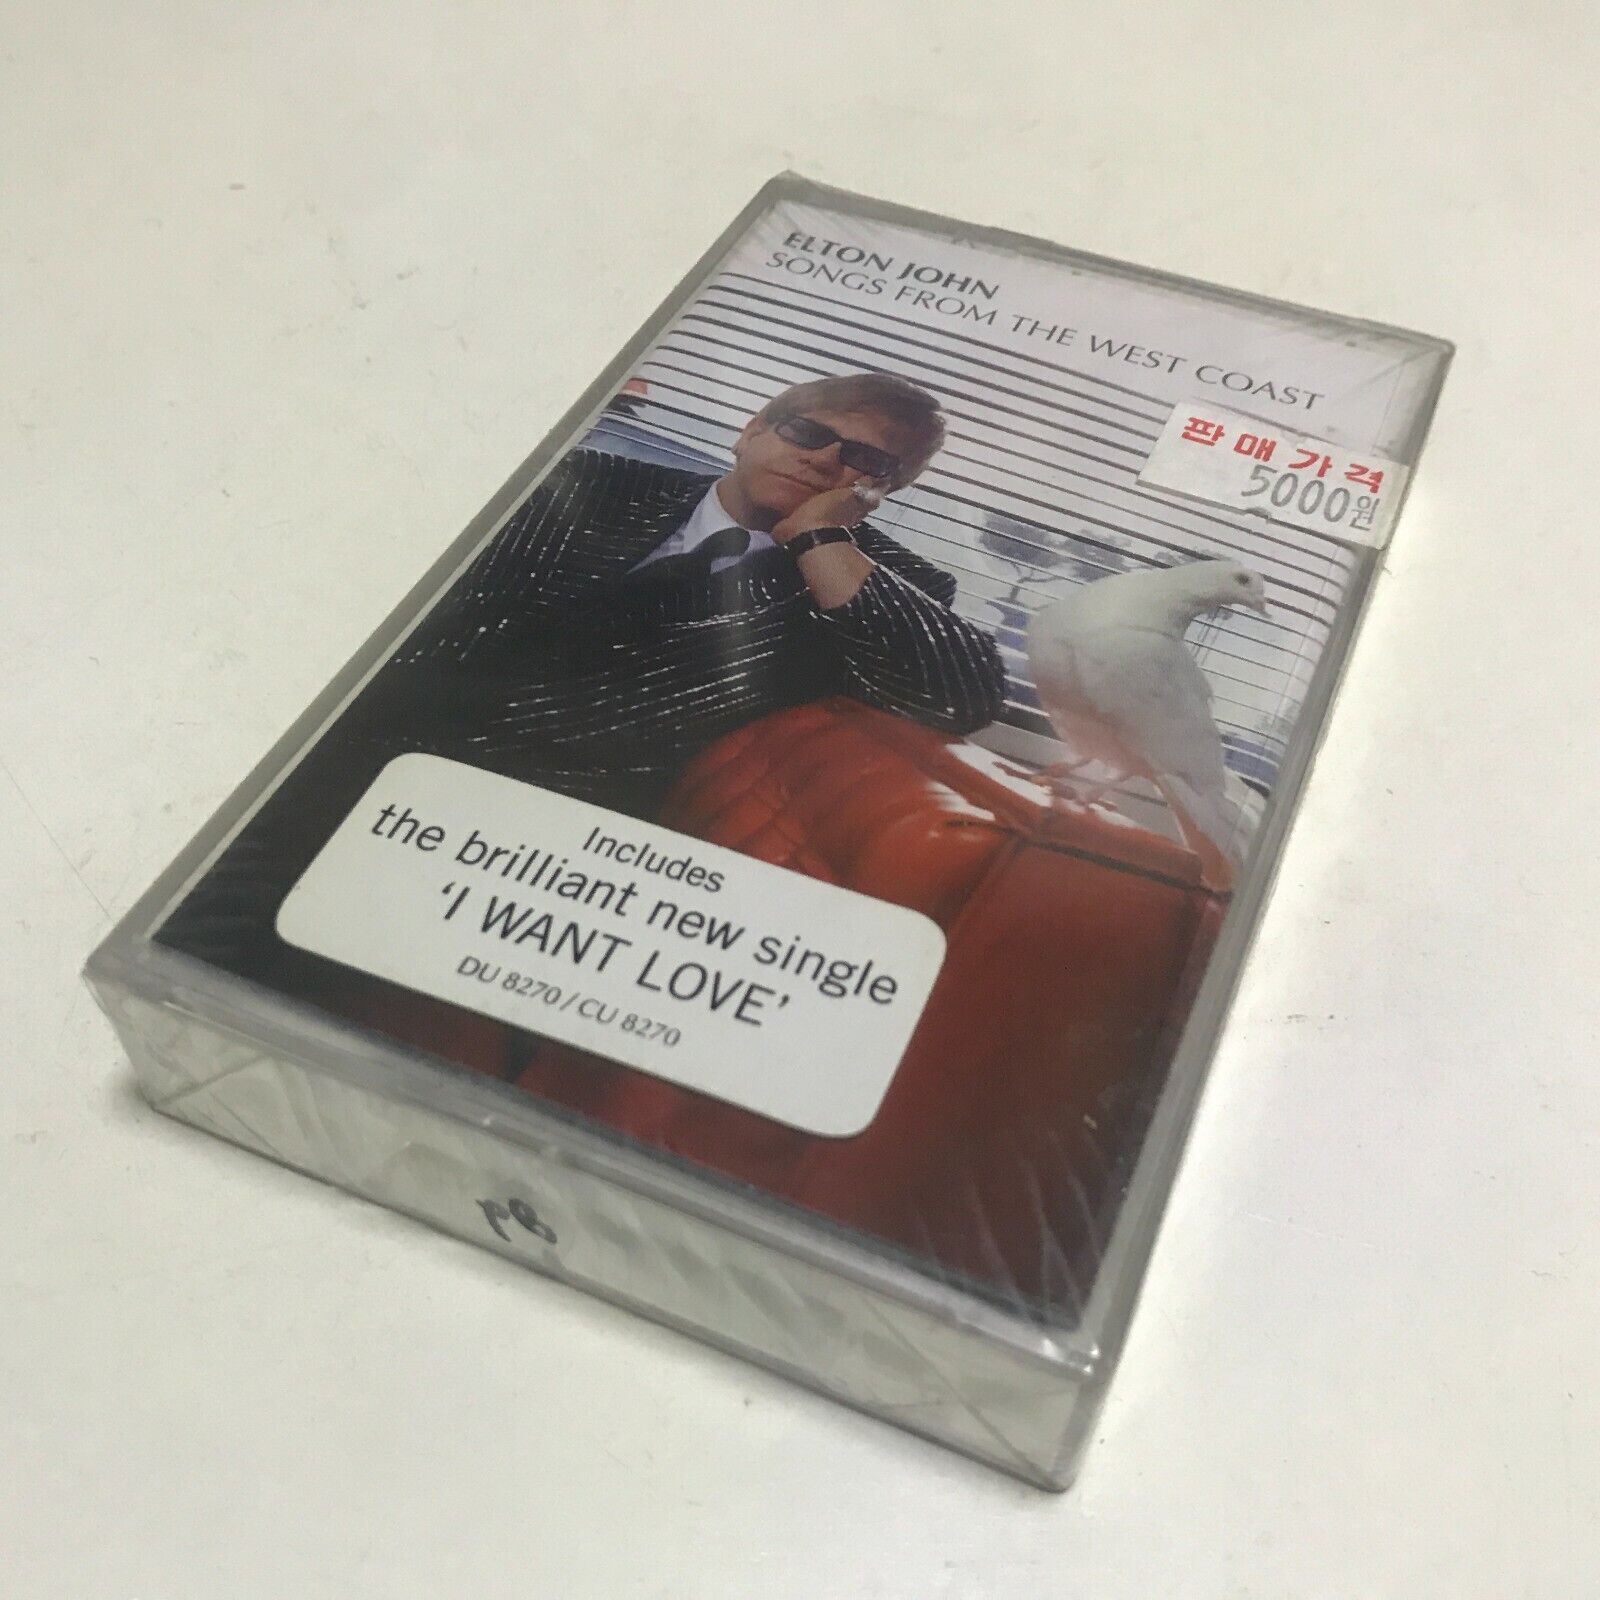 ELTON JOHN
SONGS FROM THE WEST COAST
판매가격
5000원
Includes
the brilliant new single
‘I WANT LOVE’
DU 8270 / CU 8270